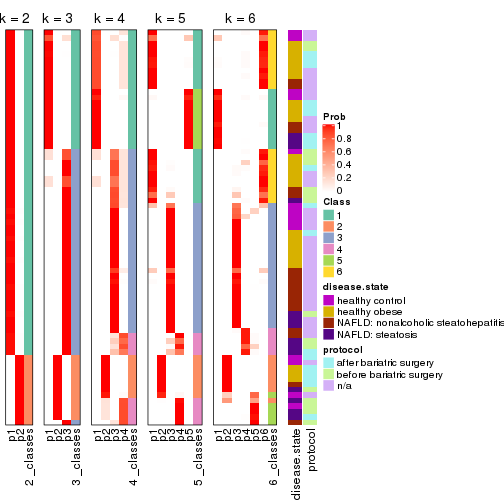 k = 2 k = 3 k = 4 k = 5 k = 6
Prob
1
0.8
0.6
0.4
0.2
0
Class
1
2
3
4
5
6
disease.state
healthy control
healthy obese
NAFLD: nonalcoholic steatohepatitis
NAFLD: steatosis
protocol
after bariatric surgery
before bariatric surgery
n/a
p1 p2 2_classes p1 p2 p3 3_classes p1 p2 p3 p4 4_classes p1 p2 p3 p4 p5 5_classes p1 p2 p3 p4 p5 p6 6_classes disease.state protocol